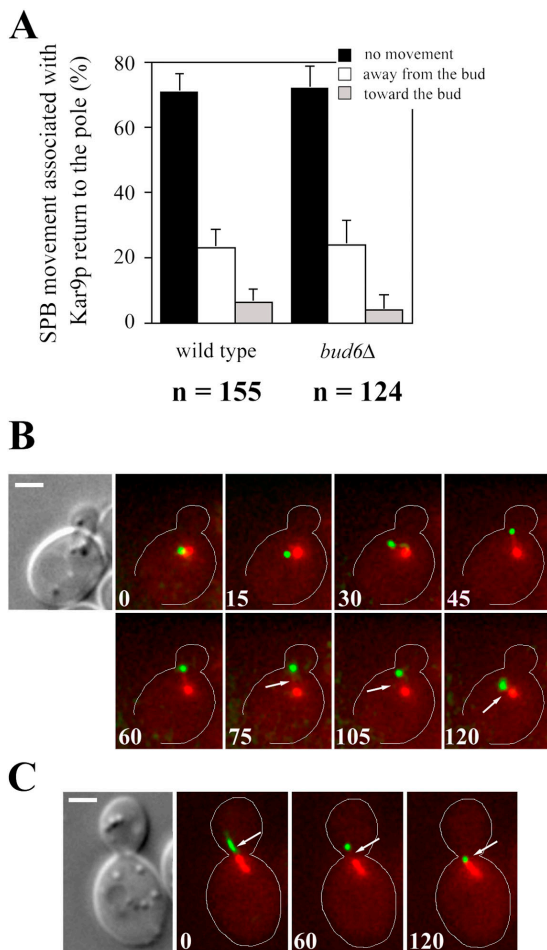 A
SPB movement associated with
Kar9p return to the pole (%)
no movement
away from the bud
toward the bud
80
60
40
20
0
wild type
bud6Δ
n = 155
n = 124
B
0
15
30
45
60
75
105
120
C
0
60
120